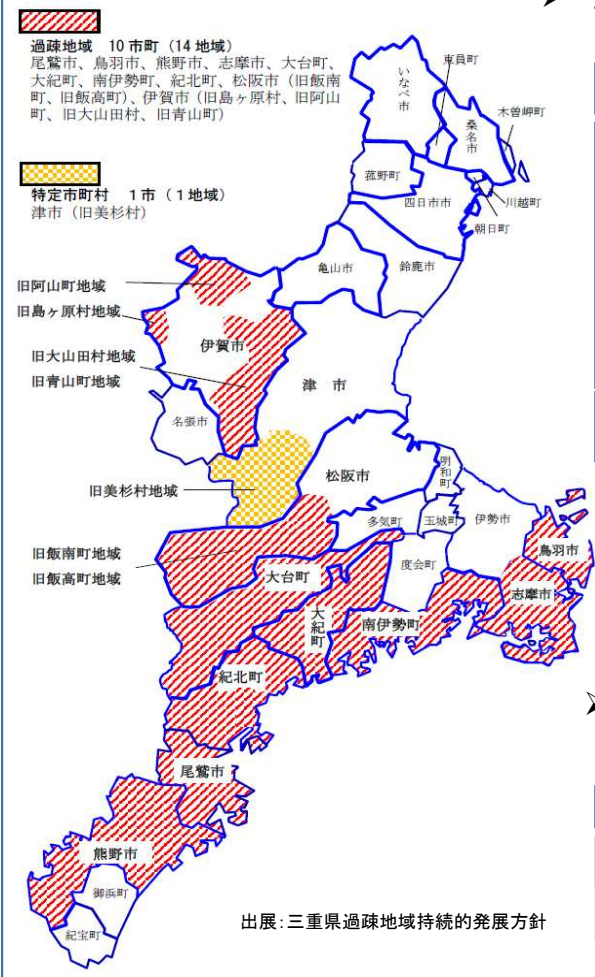 過疎地域 10市町（14地域）
尾鷲市、鳥羽市、熊野市、志摩市、大台町、
大紀町、南伊勢町、紀北町、松阪市（旧飯南
町、旧飯高町）、伊賀市（旧島ヶ原村、旧阿山
町、旧大山田村、旧青山町）
特定市町村 1市（1地域）
津市（旧美杉村）
いなべ市
東員町
桑名市
木曽岬町
菰野町
四日市市
川越町
朝日町
亀山市
鈴鹿市
旧阿山町地域
旧島ヶ原村地域
伊賀市
旧大山田村地域
旧青山町地域
津市
名張市
松阪市
明和町
旧美杉村地域
多気町
玉城町
伊勢市
旧飯南町地域
旧飯高町地域
鳥羽市
度会町
大台町
志摩市
大紀町
南伊勢町
紀北町
尾鷲市
熊野市
御浜町
紀宝町
出展：三重県過疎地域持続的発展方針